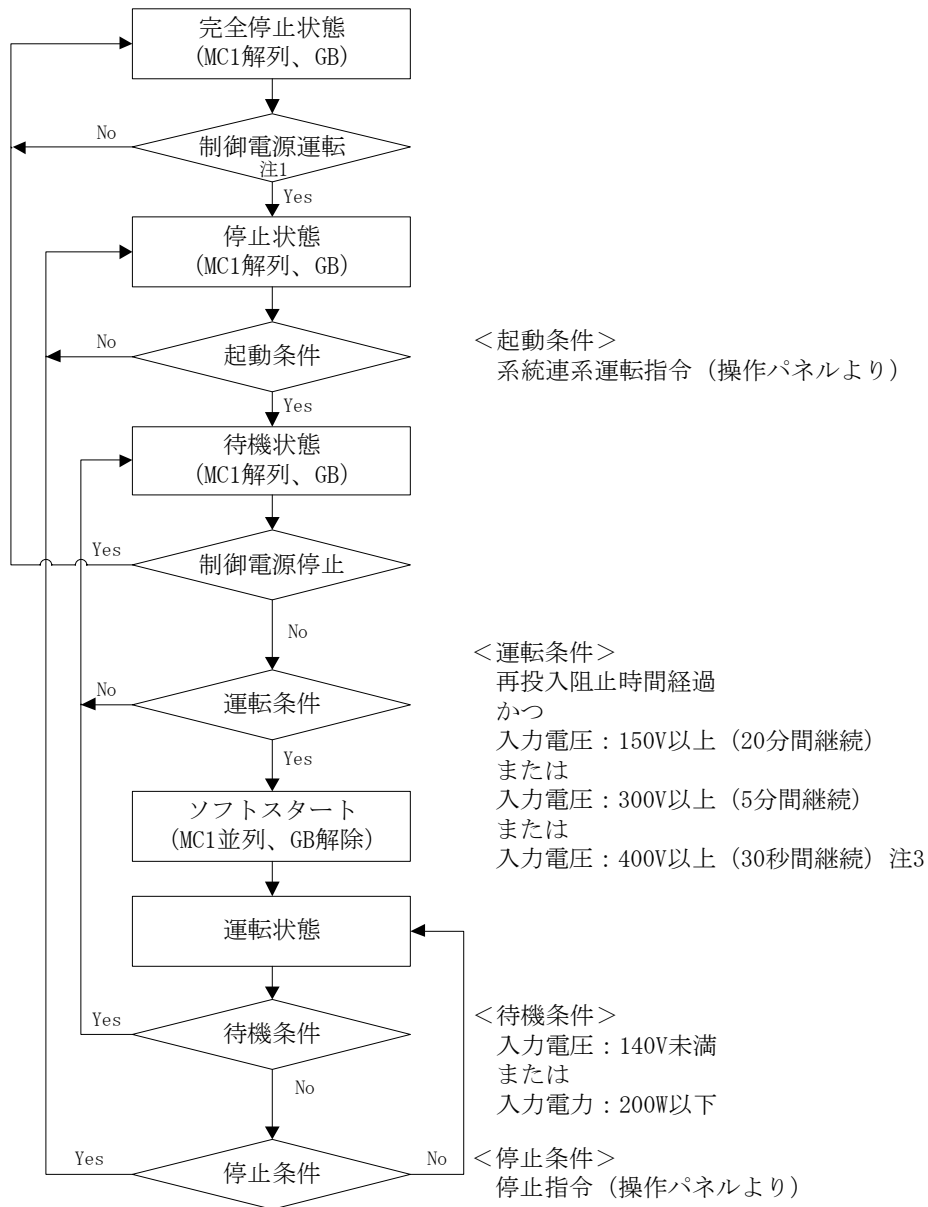 完全停止状態
(MC1解列、GB)
No
制御電源運転
注1
Yes
停止状態
(MC1解列、GB)
No
起動条件
Yes
＜起動条件＞
系統連系運転指令（操作パネルより）
待機状態
(MC1解列、GB)
Yes
制御電源停止
No
No
運転条件
Yes
＜運転条件＞
再投入阻止時間経過
かつ
入力電圧：150V以上（20分間継続）
または
入力電圧：300V以上（5分間継続）
または
入力電圧：400V以上（30秒間継続）注3
ソフトスタート
(MC1並列、GB解除)
運転状態
Yes
待機条件
No
＜待機条件＞
入力電圧：140V未満
または
入力電力：200W以下
Yes
停止条件
No
＜停止条件＞
停止指令（操作パネルより）